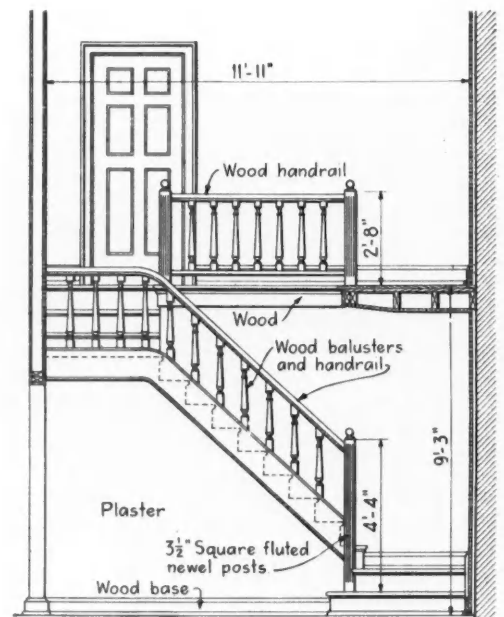 11'-11"
Wood handrail
2'-8"
Wood
Wood balusters
and handrail
9'-3"
4'-4"
Plaster
3½" Square fluted
newel posts
Wood base